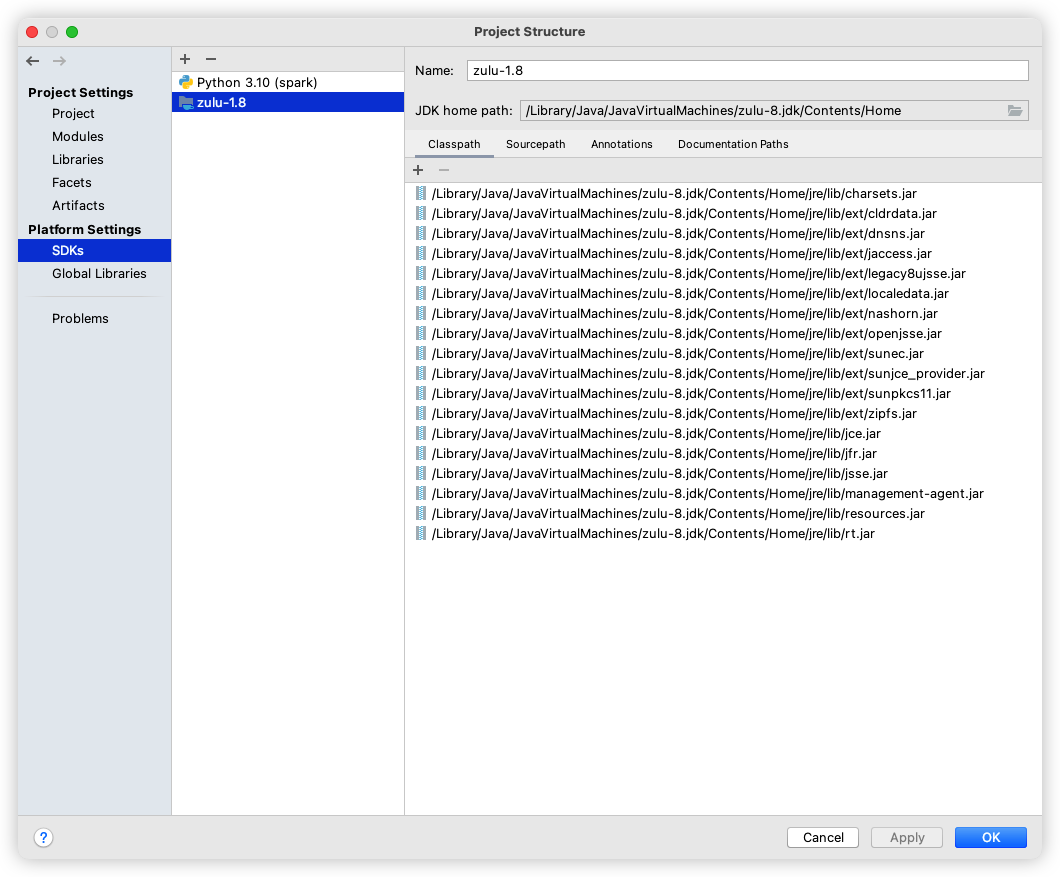 Project Structure
Project Settings
Project
Modules
Libraries
Facets
Artifacts
Platform Settings
SDKs
Global Libraries
Problems
Python 3.10 (spark)
zulu-1.8
Name: zulu-1.8
JDK home path: /Library/Java/JavaVirtualMachines/zulu-8.jdk/Contents/Home
Classpath Sourcepath Annotations Documentation Paths
/Library/Java/JavaVirtualMachines/zulu-8.jdk/Contents/Home/jre/lib/charsets.jar
/Library/Java/JavaVirtualMachines/zulu-8.jdk/Contents/Home/jre/lib/ext/cldrdata.jar
/Library/Java/JavaVirtualMachines/zulu-8.jdk/Contents/Home/jre/lib/ext/dnsns.jar
/Library/Java/JavaVirtualMachines/zulu-8.jdk/Contents/Home/jre/lib/ext/jaccess.jar
/Library/Java/JavaVirtualMachines/zulu-8.jdk/Contents/Home/jre/lib/ext/legacy8ujsse.jar
/Library/Java/JavaVirtualMachines/zulu-8.jdk/Contents/Home/jre/lib/ext/localedata.jar
/Library/Java/JavaVirtualMachines/zulu-8.jdk/Contents/Home/jre/lib/ext/nashorn.jar
/Library/Java/JavaVirtualMachines/zulu-8.jdk/Contents/Home/jre/lib/ext/openjsse.jar
/Library/Java/JavaVirtualMachines/zulu-8.jdk/Contents/Home/jre/lib/ext/sunec.jar
/Library/Java/JavaVirtualMachines/zulu-8.jdk/Contents/Home/jre/lib/ext/sunjce_provider.jar
/Library/Java/JavaVirtualMachines/zulu-8.jdk/Contents/Home/jre/lib/ext/sunpkcs11.jar
/Library/Java/JavaVirtualMachines/zulu-8.jdk/Contents/Home/jre/lib/ext/zipfs.jar
/Library/Java/JavaVirtualMachines/zulu-8.jdk/Contents/Home/jre/lib/jce.jar
/Library/Java/JavaVirtualMachines/zulu-8.jdk/Contents/Home/jre/lib/jfr.jar
/Library/Java/JavaVirtualMachines/zulu-8.jdk/Contents/Home/jre/lib/jsse.jar
/Library/Java/JavaVirtualMachines/zulu-8.jdk/Contents/Home/jre/lib/management-agent.jar
/Library/Java/JavaVirtualMachines/zulu-8.jdk/Contents/Home/jre/lib/resources.jar
/Library/Java/JavaVirtualMachines/zulu-8.jdk/Contents/Home/jre/lib/rt.jar
? Cancel Apply OK